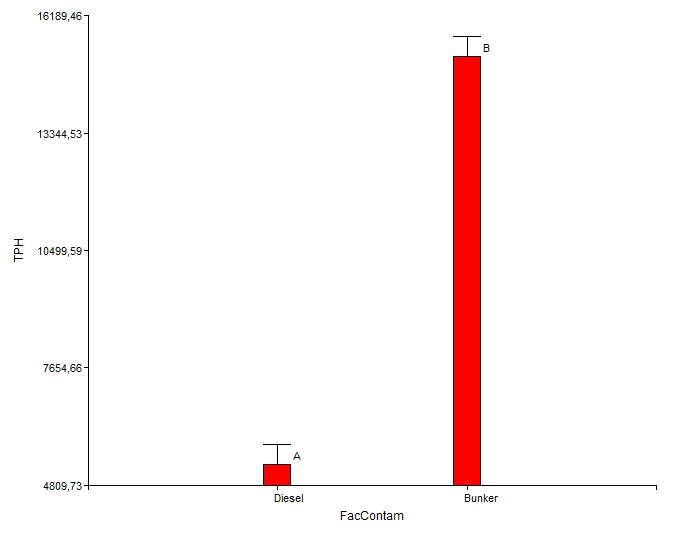 16189,46
13344,53
10499,59
7654,66
4809,73
TPH
A
B
Diesel
Bunker
FacContam